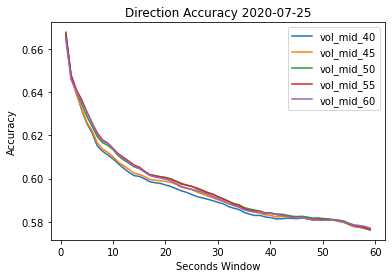 Direction Accuracy 2020-07-25
vol_mid_40
vol_mid_45
vol_mid_50
vol_mid_55
vol_mid_60
Accuracy
0.66
0.64
0.62
0.60
0.58
0 10 20 30 40 50 60
Seconds Window